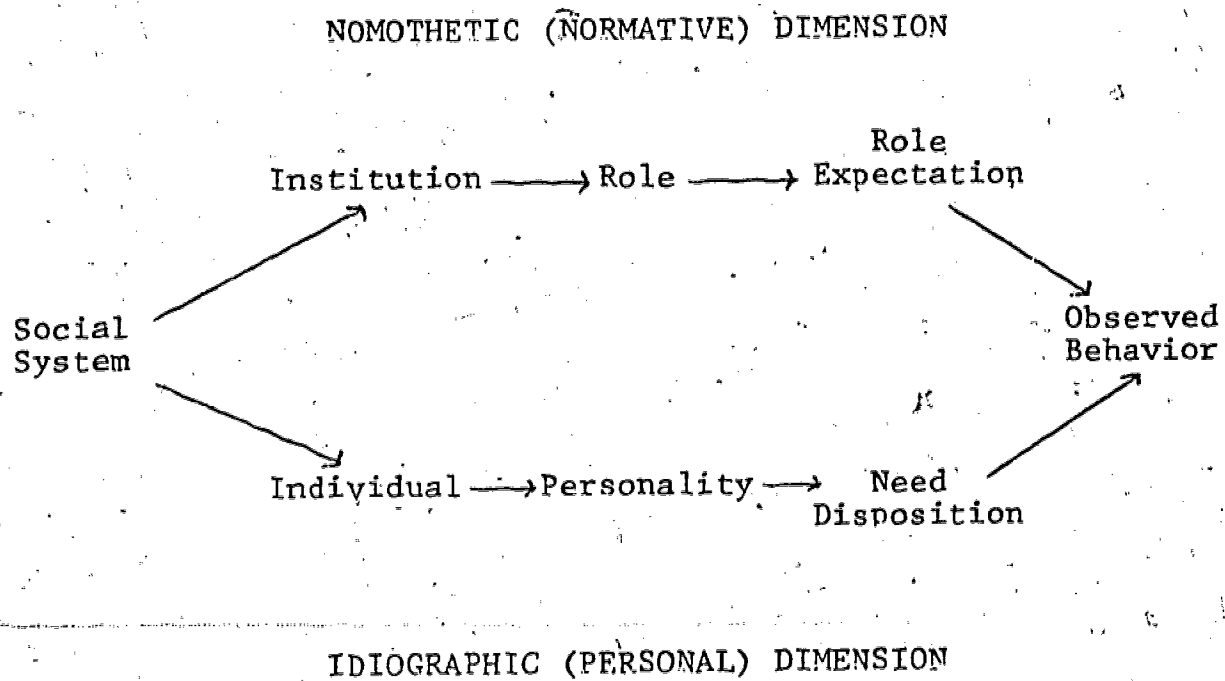 NOMOTHETIC (NORMATIVE) DIMENSION
Role
Institution → Role → Expectation
Social
System
Observed
Behavior
Individual → Personality → Need
Disposition
IDIOGRAPHIC (PERSONAL) DIMENSION